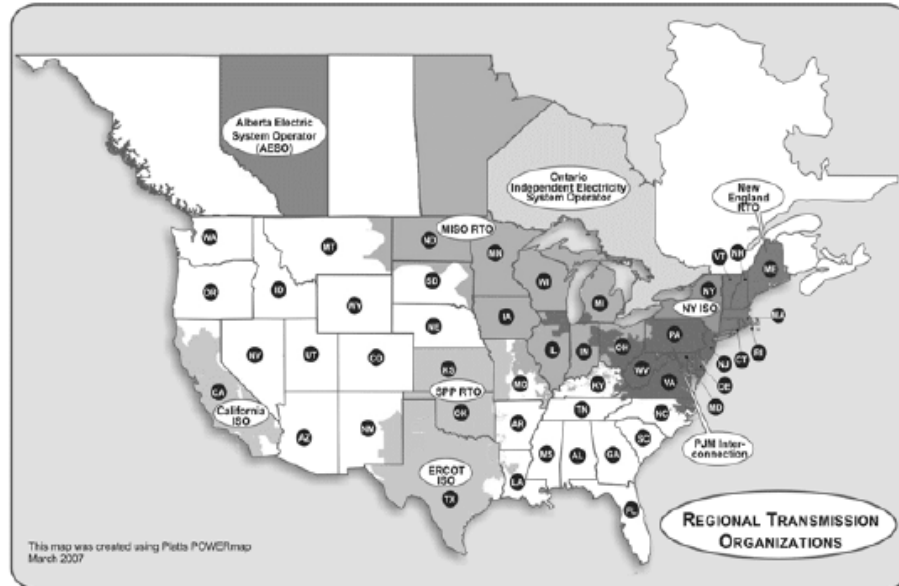 Alberta Electric
System Operator
(AESO)
Ontario
Independent Electricity
System Operator
New
England
RTO
MISO RTO
NY ISO
California
ISO
SPP RTO
ERCOT
ISO
PJM Inter-
connection
WA
OR
CA
ID
NV
MT
WY
UT
AZ
CO
NM
ND
SD
NE
KS
OK
TX
MN
IA
MO
AR
LA
WI
IL
MI
IN
OH
KY
TN
MS
AL
GA
FL
SC
NC
VA
WV
PA
NY
VT
NH
ME
MA
RI
CT
NJ
DE
MD
REGIONAL TRANSMISSION
ORGANIZATIONS
This map was created using Platts POWERmap
March 2007